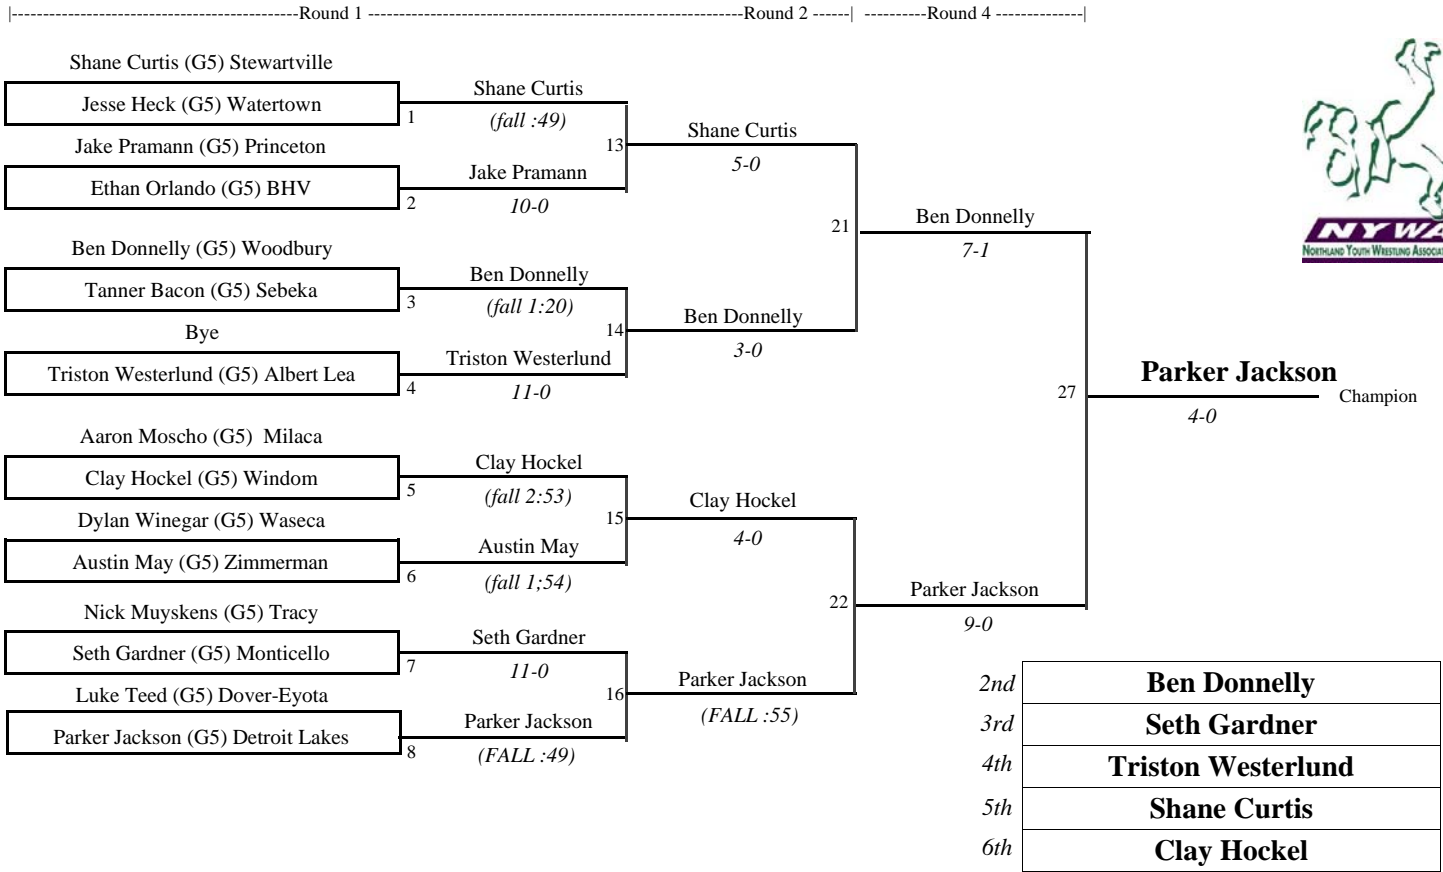 |----------------------------------------------Round 1 ------------------------------------------------------------Round 2 ------| ----------Round 4 --------------|
Shane Curtis (G5) Stewartville
Jesse Heck (G5) Watertown
1
Shane Curtis
(fall :49)
Jake Pramann (G5) Princeton
Ethan Orlando (G5) BHV
2
Jake Pramann
10-0
13
Shane Curtis
5-0
Ben Donnelly (G5) Woodbury
Tanner Bacon (G5) Sebeka
3
Ben Donnelly
(fall 1:20)
Bye
Triston Westerlund (G5) Albert Lea
4
Triston Westerlund
11-0
14
Ben Donnelly
3-0
21
Ben Donnelly
7-1
Aaron Moscho (G5) Milaca
Clay Hockel (G5) Windom
5
Clay Hockel
(fall 2:53)
Dylan Winegar (G5) Waseca
Austin May (G5) Zimmerman
6
Austin May
(fall 1;54)
15
Clay Hockel
4-0
Nick Muyskens (G5) Tracy
Seth Gardner (G5) Monticello
7
Seth Gardner
11-0
Luke Teed (G5) Dover-Eyota
Parker Jackson (G5) Detroit Lakes
8
Parker Jackson
(FALL :49)
16
Parker Jackson
(FALL :55)
22
Parker Jackson
9-0
27
Parker Jackson
Champion
4-0
NYWA
NORTHLAND YOUTH WRESTLING ASSOCIAT
2nd Ben Donnelly
3rd Seth Gardner
4th Triston Westerlund
5th Shane Curtis
6th Clay Hockel